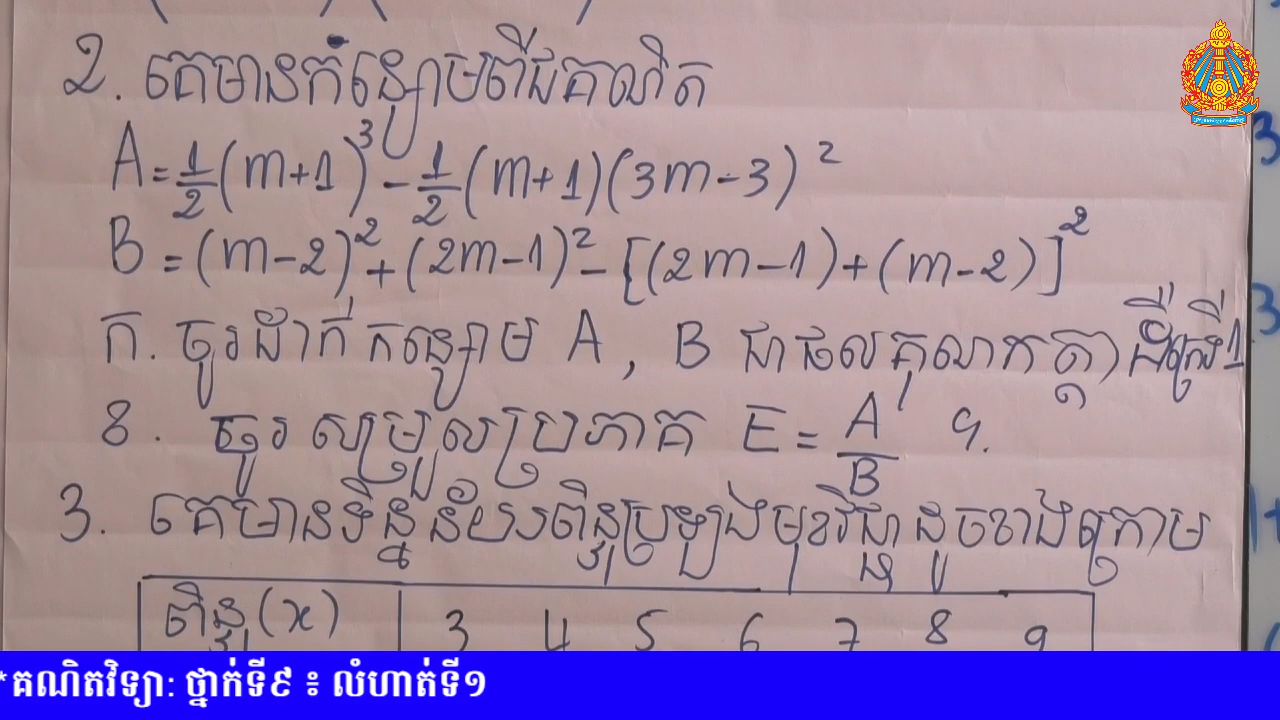 2. គេមានកន្សោមពីជគណិត
A = \frac{1}{2}(m+1)^3 - \frac{1}{2}(m+1)(3m-3)^2
B = (m-2)^2 + (2m-1)^2 - [(2m-1)+(m-2)]^2
ក. ចូរដាក់កន្សោម A , B ជាផលគុណកត្តាដឺក្រេទី1
ខ. ចូរសម្រួលប្រភាគ E = \frac{A}{B} ។
3. គេមានទិន្នន័យពិន្ទុប្រឡងមុខវិជ្ជាដូចខាងក្រោម
ពិន្ទុ(x) 3 4 5 6 7 8 9
*គណិតវិទ្យា: ថ្នាក់ទី៩ ៖ លំហាត់ទី១